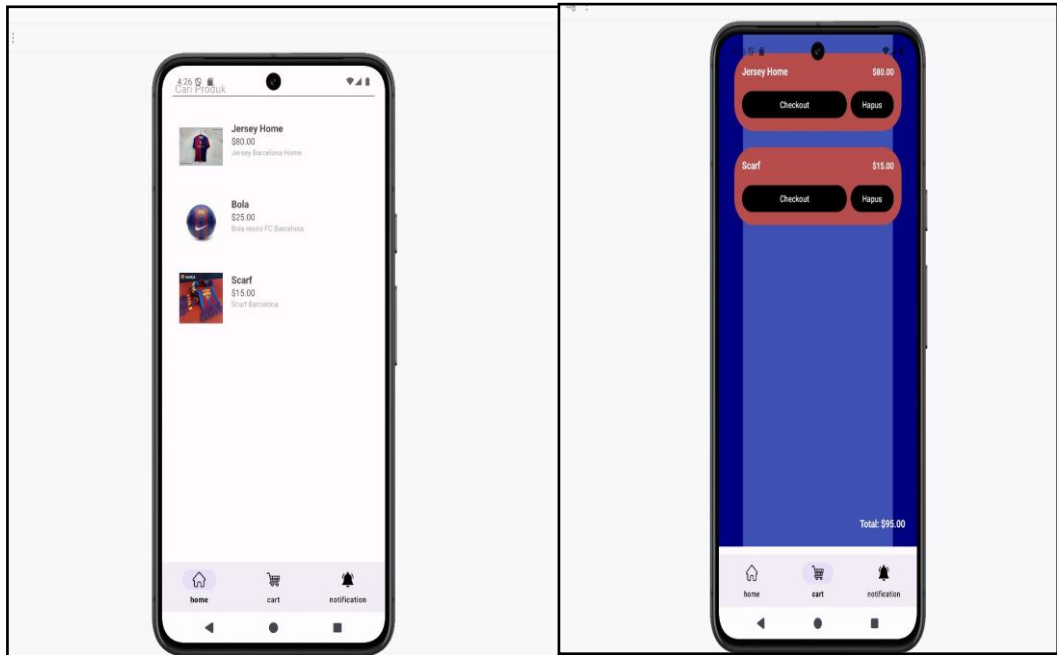 4:26
Cari Produk
Jersey Home
$80.00
Jersey Barcelona Home
Bola
$25.00
Bola resmi FC Barcelona
Scarf
$15.00
Scarf Barcelona
home cart notification
Jersey Home $80.00
Checkout Hapus
Scarf $15.00
Checkout Hapus
Total: $95.00
home cart notification